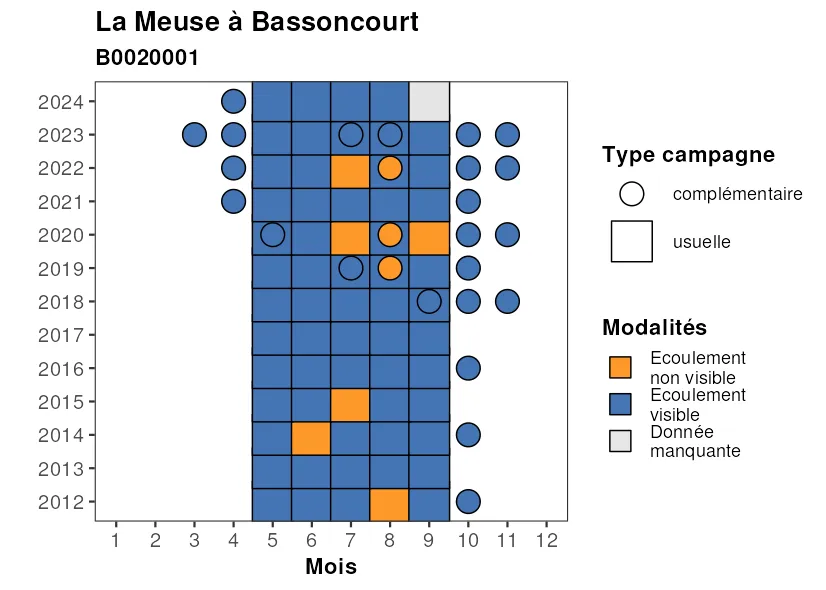 La Meuse à Bassoncourt
B0020001
2024
2023
2022
2021
2020
2019
2018
2017
2016
2015
2014
2013
2012
1 2 3 4 5 6 7 8 9 10 11 12
Mois
Type campagne
complémentaire
usuelle
Modalités
Ecoulement
non visible
Ecoulement
visible
Donnée
manquante